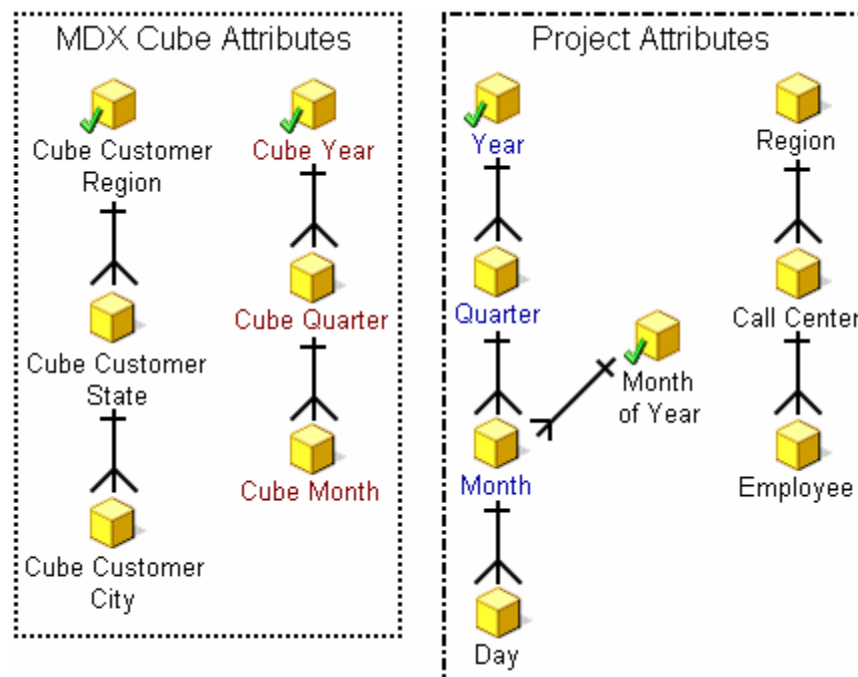 MDX Cube Attributes
Cube Customer
Region
Cube Year
Cube Customer
State
Cube Quarter
Cube Customer
City
Cube Month
Project Attributes
Year
Region
Quarter
Month
of Year
Call Center
Month
Employee
Day